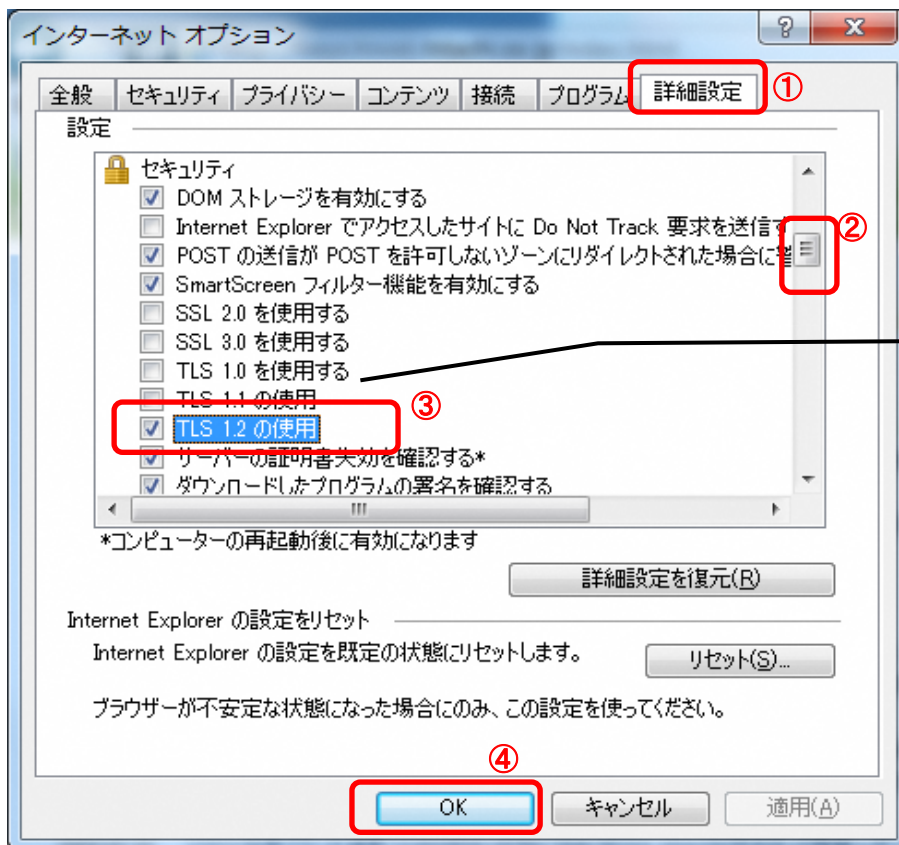 インターネット オプション
全般 セキュリティ プライバシー コンテンツ 接続 プログラム 詳細設定 ①
設定
セキュリティ
DOM ストレージを有効にする
Internet Explorer でアクセスしたサイトに Do Not Track 要求を送信す ②
POST の送信が POST を許可しないゾーンにリダイレクトされた場合に警
SmartScreen フィルター機能を有効にする
SSL 2.0 を使用する
SSL 3.0 を使用する
TLS 1.0 を使用する
TLS 1.1 の使用 ③
TLS 1.2 の使用
サーバーの証明書失効を確認する*
ダウンロードしたプログラムの署名を確認する
*コンピューターの再起動後に有効になります
詳細設定を復元(R)
Internet Explorer の設定をリセット
Internet Explorer の設定を既定の状態にリセットします。 リセット(S)...
ブラウザーが不安定な状態になった場合にのみ、この設定を使ってください。
④
OK キャンセル 適用(A)